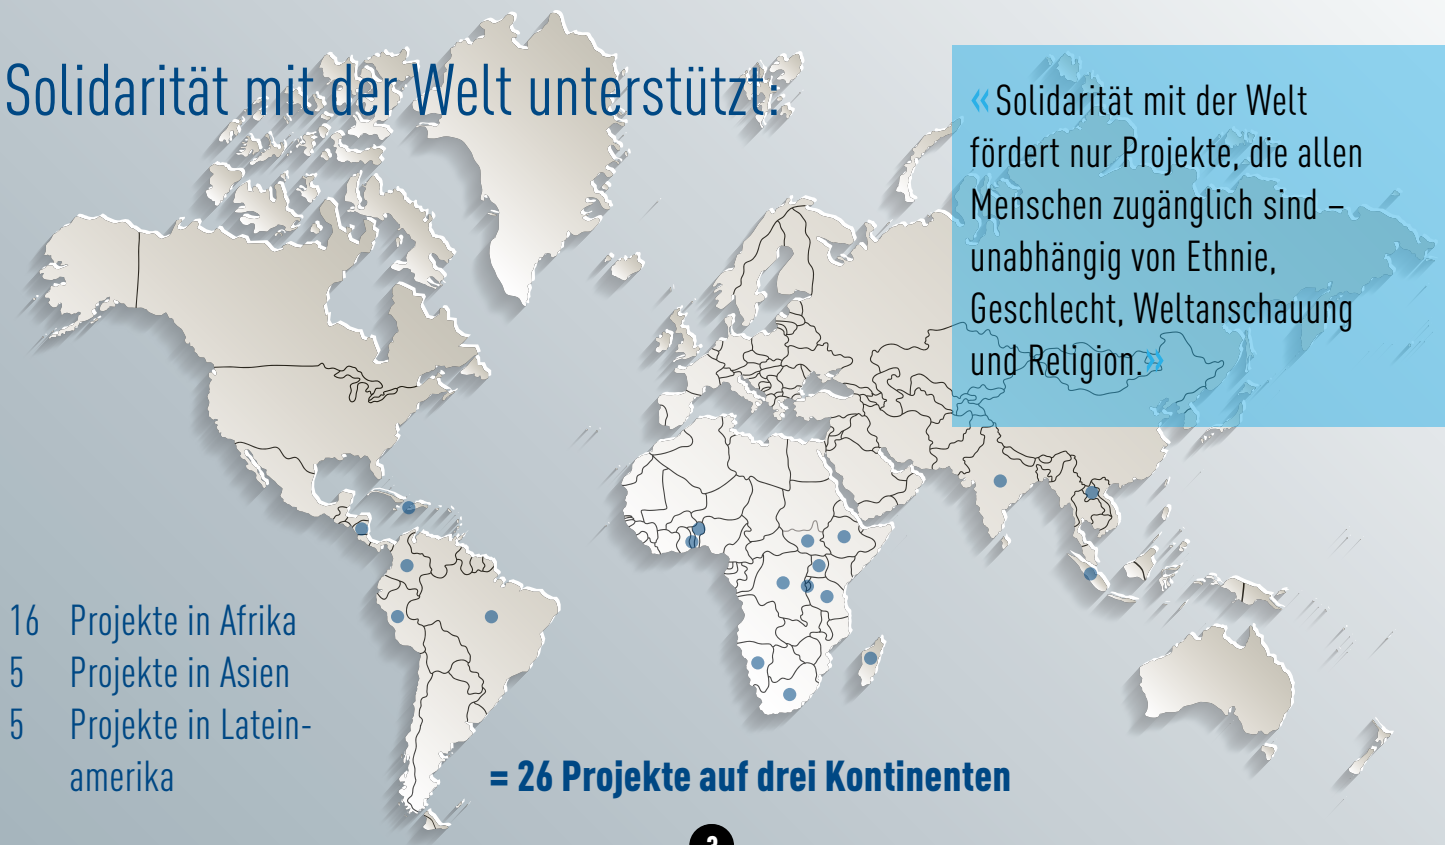 Solidarität mit der Welt unterstützt:
« Solidarität mit der Welt
fördert nur Projekte, die allen
Menschen zugänglich sind –
unabhängig von Ethnie,
Geschlecht, Weltanschauung
und Religion. »
16 Projekte in Afrika
5 Projekte in Asien
5 Projekte in Latein-
amerika
= 26 Projekte auf drei Kontinenten